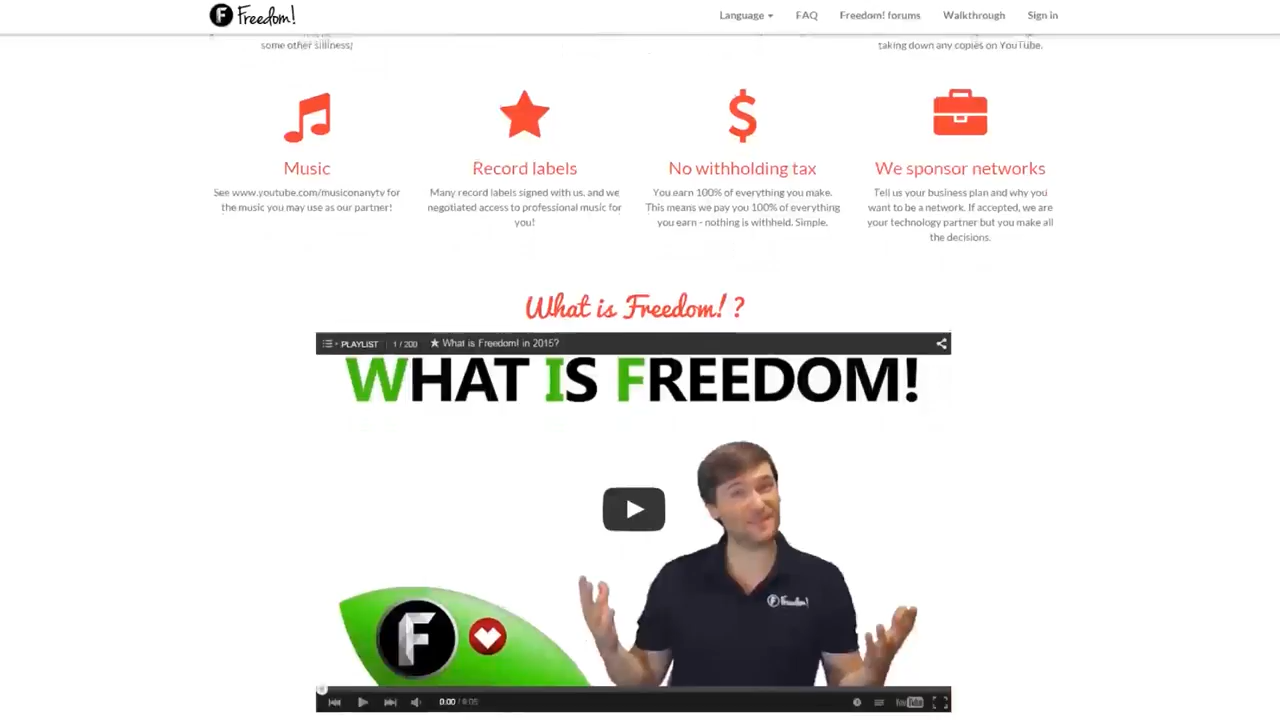 Freedom!
Language FAQ Freedom! forums Walkthrough Sign in
some other silliness)
taking down any copies on YouTube.
Music
See www.youtube.com/musiconanytv for
the music you may use as our partner!
Record labels
Many record labels signed with us, and we
negotiated access to professional music for
you!
No withholding tax
You earn 100% of everything you make.
This means we pay you 100% of everything
you earn - nothing is withheld. Simple.
We sponsor networks
Tell us your business plan and why you
want to be a network. If accepted, we are
your technology partner but you make all
the decisions.
What is Freedom! ?
PLAYLIST 1 / 200 ★ What is Freedom! in 2015?
WHAT IS FREEDOM!
Freedom!
F
0:00 / 6:05 YouTube